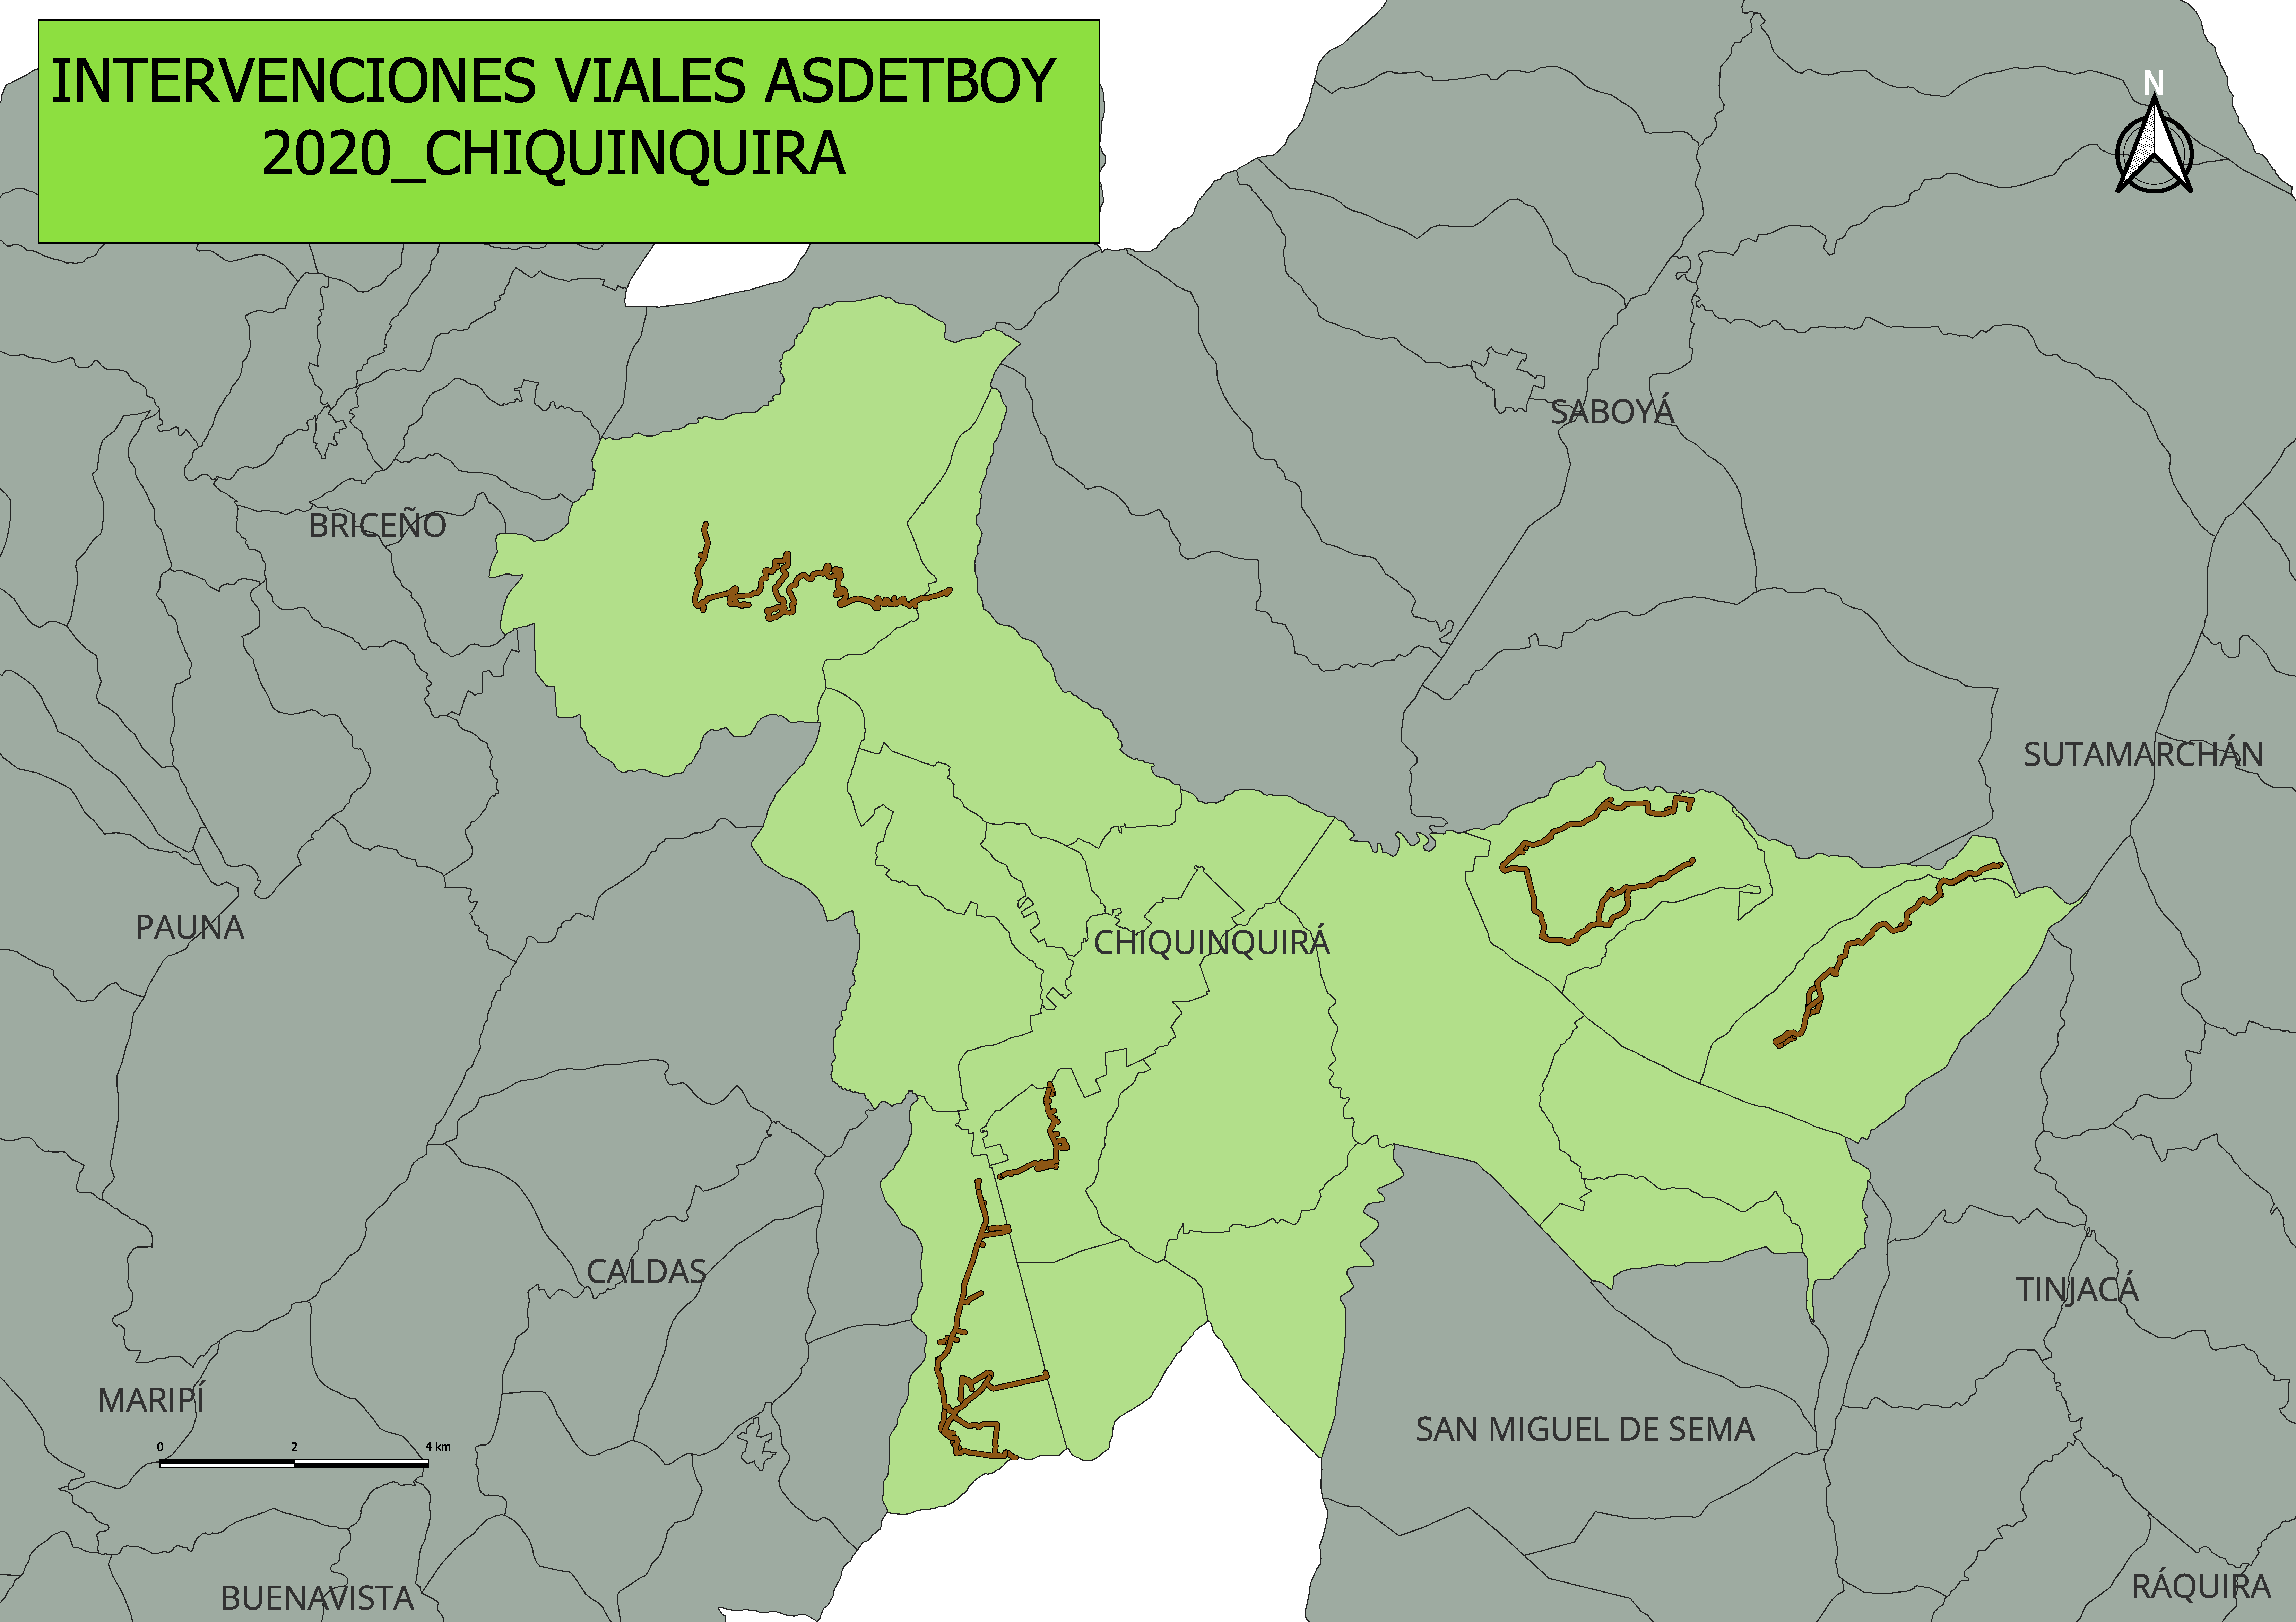 INTERVENCIONES VIALES ASDETBOY
2020_CHIQUINQUIRA
N
SABOYÁ
BRICEÑO
SUTAMARCHÁN
PAUNA
CHIQUINQUIRÁ
CALDAS
TINJACÁ
MARIPÍ
SAN MIGUEL DE SEMA
0 2 4 km
RÁQUIRA
BUENAVISTA